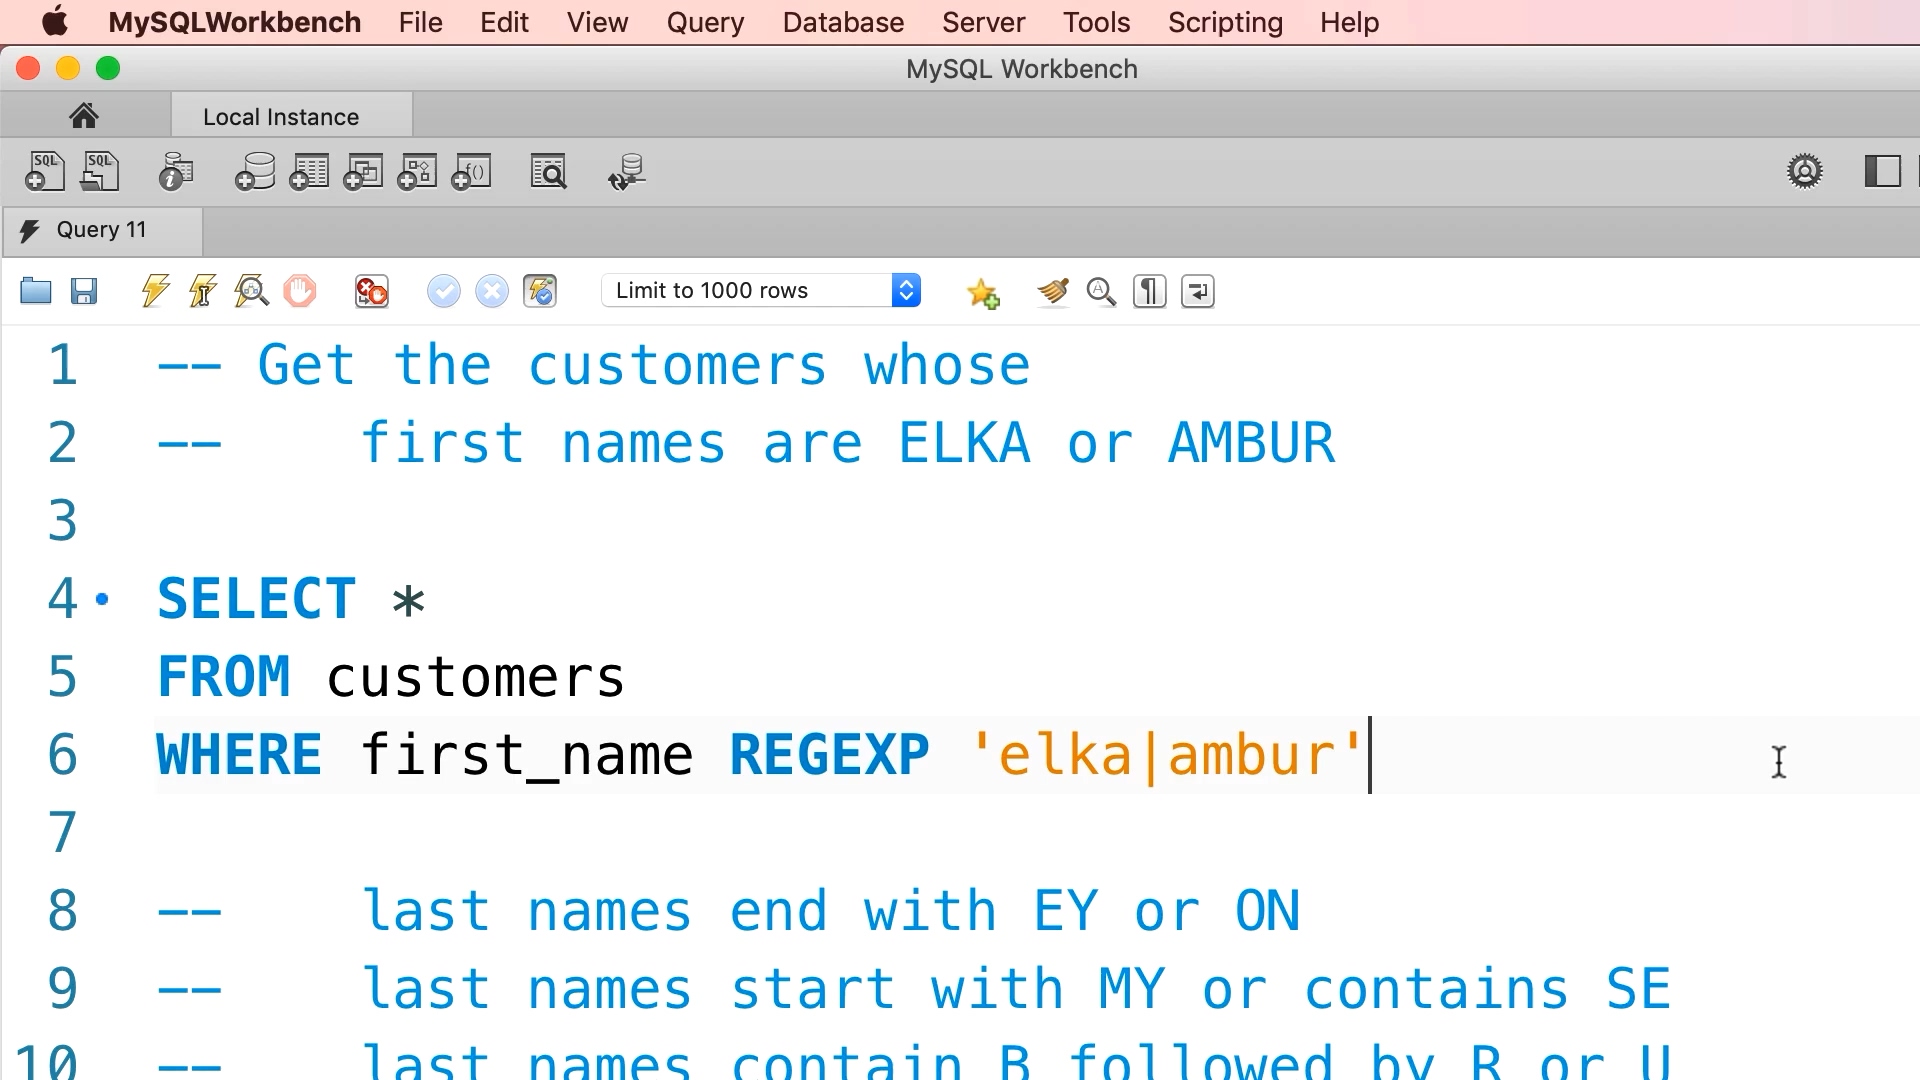 MySQLWorkbench File Edit View Query Database Server Tools Scripting Help
MySQL Workbench
Local Instance
SQL SQL
Query 11
Limit to 1000 rows
1 -- Get the customers whose
2 -- first names are ELKA or AMBUR
3
4 SELECT *
5 FROM customers
6 WHERE first_name REGEXP 'elka|ambur'
7
8 -- last names end with EY or ON
9 -- last names start with MY or contains SE
10 -- last names contain B followed by R or U